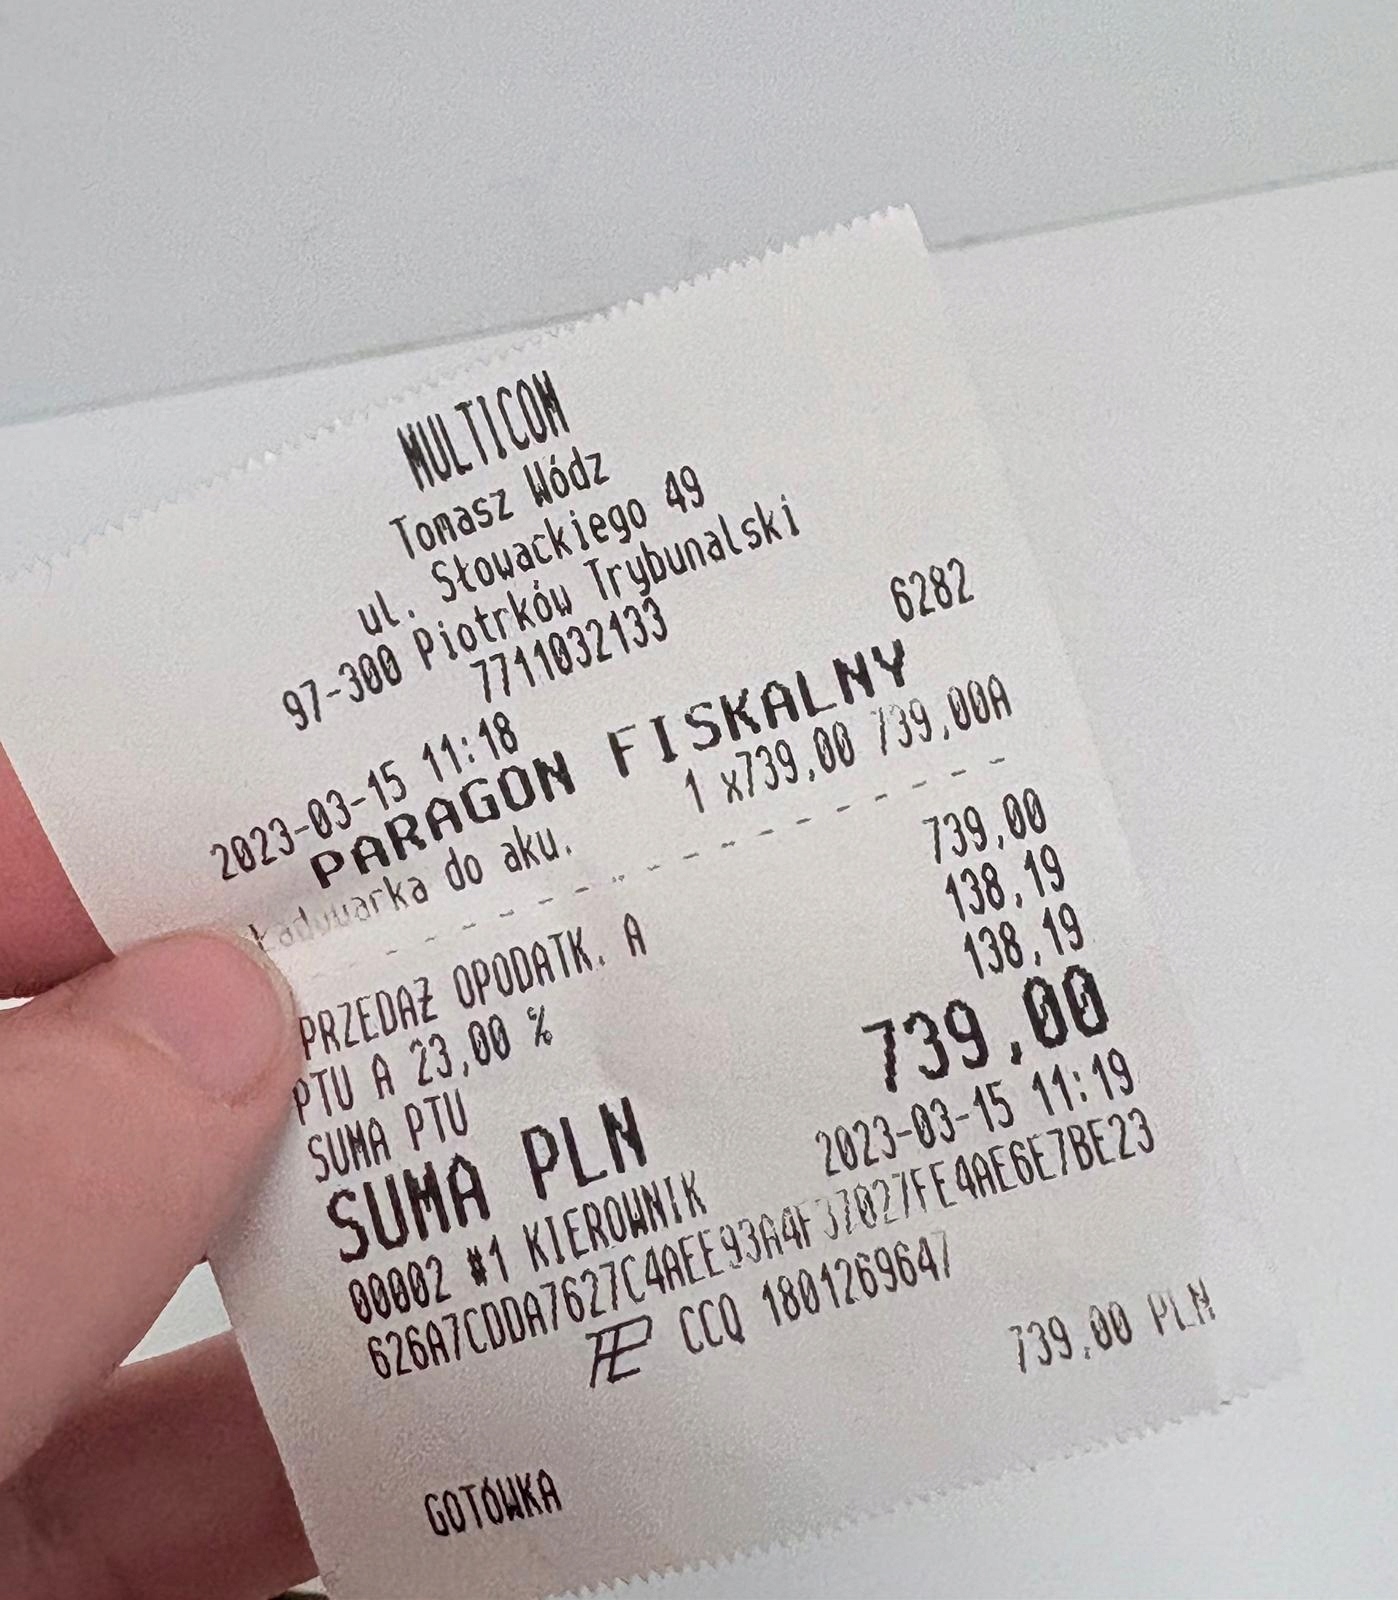 MULTICOM
Tomasz Wódz
ul. Słowackiego 49
97-300 Piotrków Trybunalski
7711032133
2023-03-15 11:18 6282
PARAGON FISKALNY
Ładowarka do aku. 1 x739,00 739,00A
PRZEDAŻ OPODATK. A 739,00
PTU A 23,00 % 138,19
SUMA PTU 138,19
SUMA PLN 739,00
00002 #1 KIEROWNIK 2023-03-15 11:19
626A7CDDA7627C4AEE93A4F37027FE4AE6E7BE23
CCQ 1801269647
GOTÓWKA 739,00 PLN